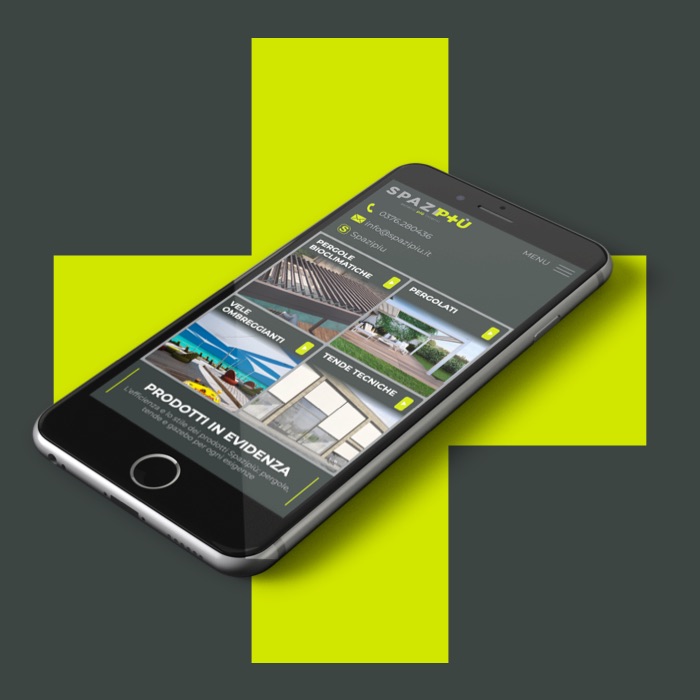 SPAZIPIÙ
0376.280436
info@spazipiu.it
Spazipiu
MENU
PERGOLE
BIOCLIMATICHE
PERGOLATI
VELE
OMBREGGIANTI
TENDE TECNICHE
PRODOTTI IN EVIDENZA
L'efficienza e lo stile dei prodotti Spazipiù: pergole,
tende e gazebo per ogni esigenze